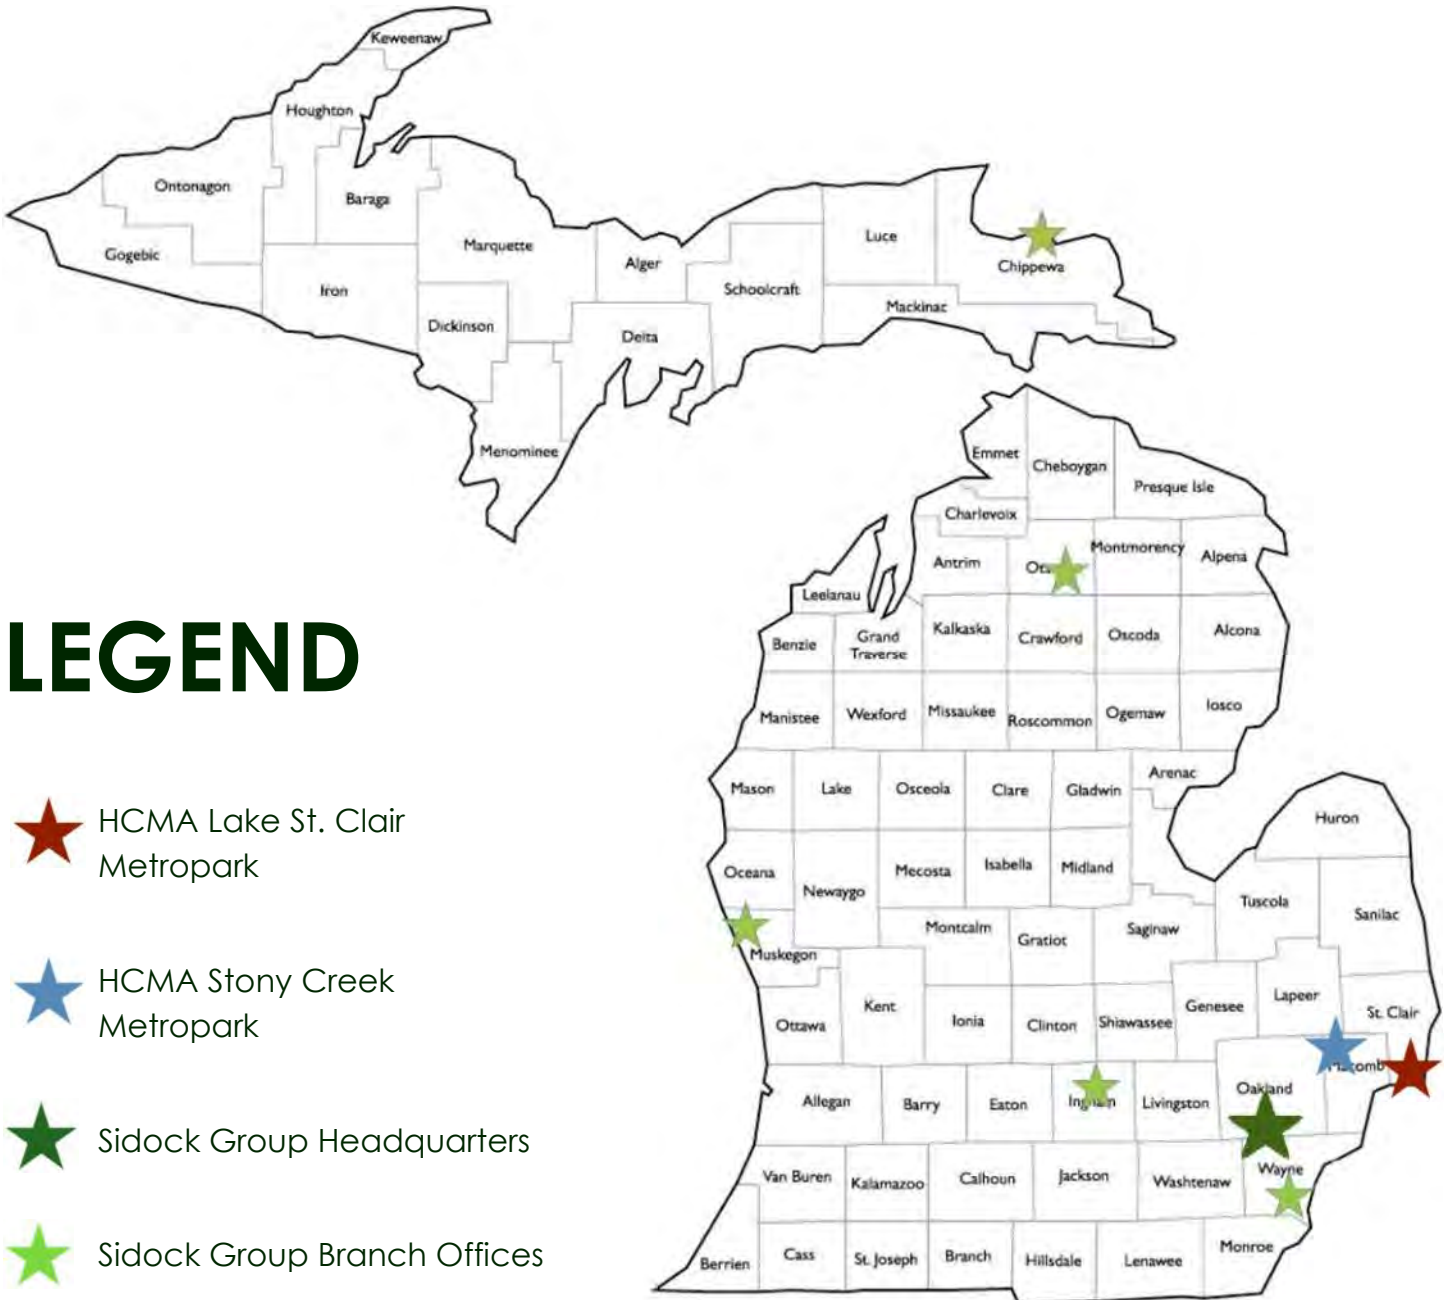 Keweenaw
Houghton
Ontonagon
Baraga
Gogebic
Marquette
Iron
Alger
Luce
Chippewa
Schoolcraft
Mackinac
Dickinson
Delta
Menominee
Emmet
Cheboygan
Presque Isle
Charlevoix
Antrim
Montmorency
Alpena
Leelanau
Benzie
Grand
Traverse
Kalkaska
Crawford
Oscoda
Alcona
Manistee
Wexford
Missaukee
Roscommon
Ogemaw
Iosco
Mason
Lake
Osceola
Clare
Gladwin
Arenac
Huron
Oceana
Newaygo
Mecosta
Isabella
Midland
Tuscola
Sanilac
Muskegon
Montcalm
Gratiot
Saginaw
Kent
Ottawa
Ionia
Clinton
Shiawassee
Genesee
Lapeer
St. Clair
Allegan
Barry
Eaton
Livingston
Oakland
Van Buren
Kalamazoo
Calhoun
Jackson
Washtenaw
Wayne
Berrien
Cass
St. Joseph
Branch
Hillsdale
Lenawee
Monroe
LEGEND
HCMA Lake St. Clair
Metropark
HCMA Stony Creek
Metropark
Sidock Group Headquarters
Sidock Group Branch Offices